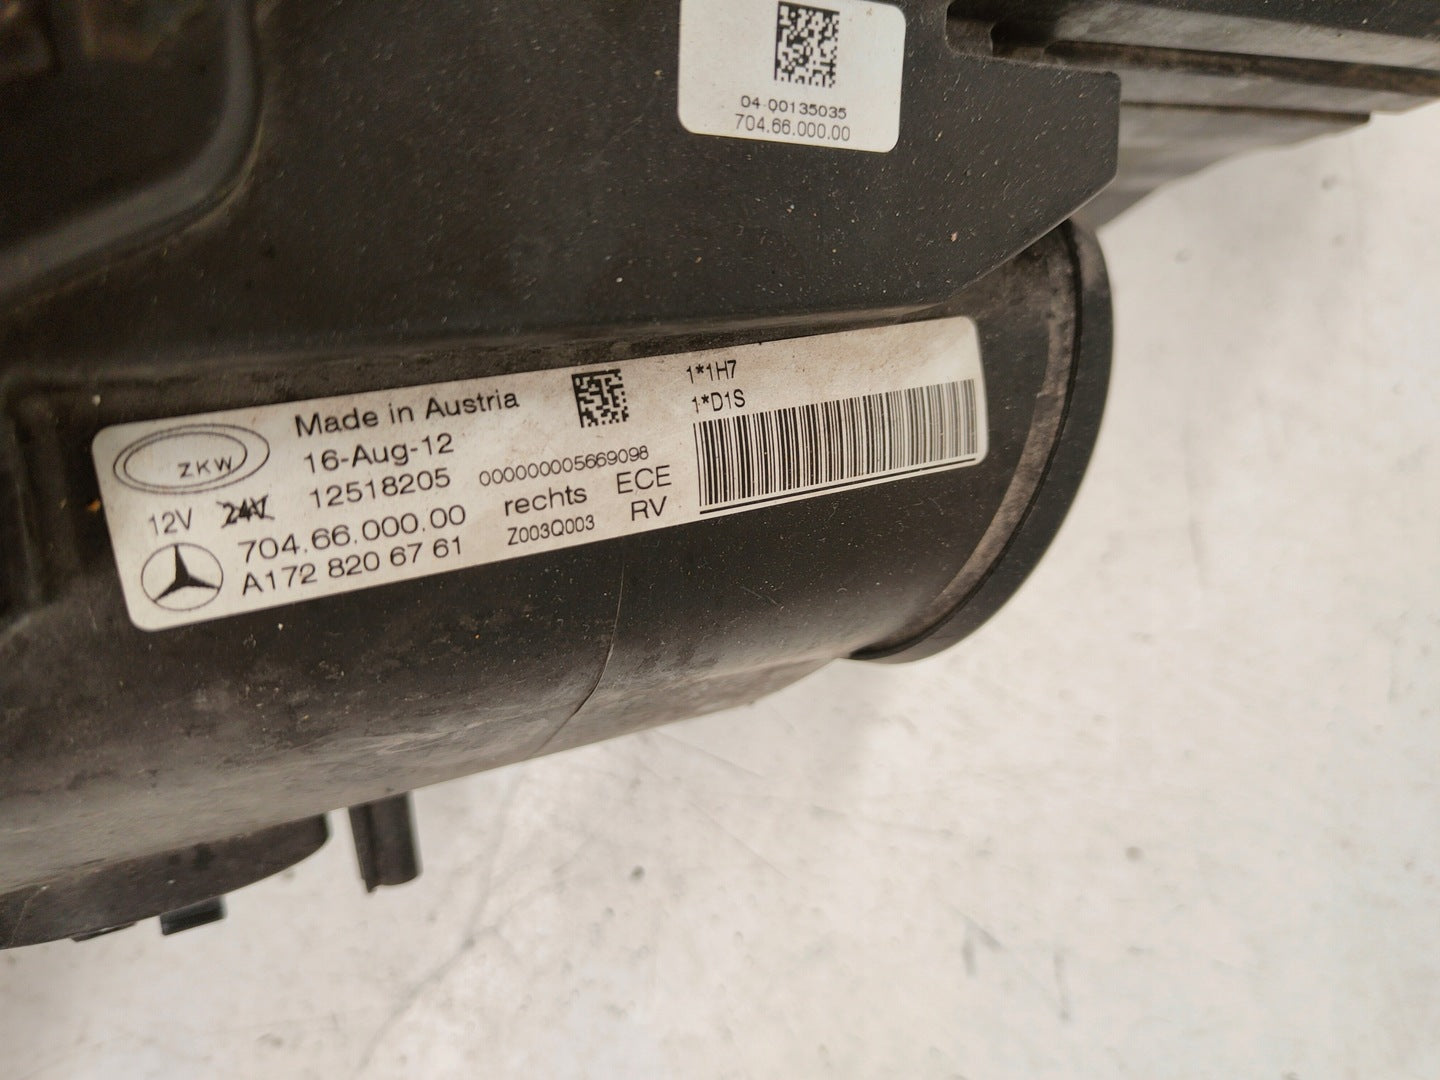 04-00135035
704.66.000.00
ZKW
Made in Austria
16-Aug-12
12V 24V 12518205
000000005669098
704.66.000.00
A172 820 67 61
rechts ECE
Z003Q003 RV
1*1H7
1*D1S